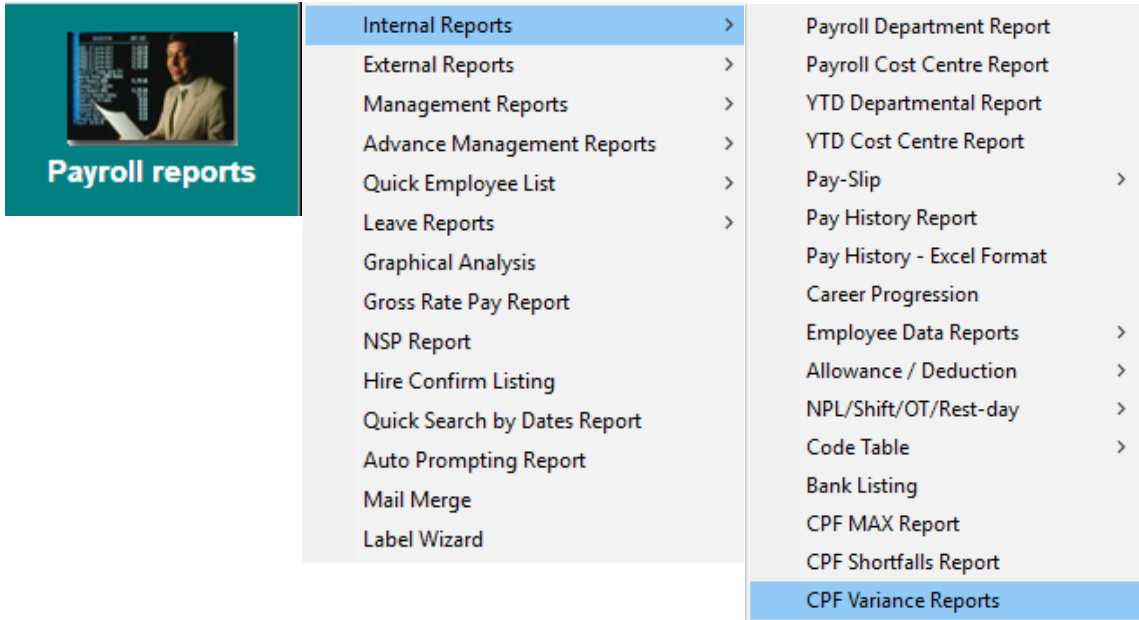 Payroll reports
Internal Reports
External Reports
Management Reports
Advance Management Reports
Quick Employee List
Leave Reports
Graphical Analysis
Gross Rate Pay Report
NSP Report
Hire Confirm Listing
Quick Search by Dates Report
Auto Prompting Report
Mail Merge
Label Wizard
Payroll Department Report
Payroll Cost Centre Report
YTD Departmental Report
YTD Cost Centre Report
Pay-Slip
Pay History Report
Pay History - Excel Format
Career Progression
Employee Data Reports
Allowance / Deduction
NPL/Shift/OT/Rest-day
Code Table
Bank Listing
CPF MAX Report
CPF Shortfalls Report
CPF Variance Reports